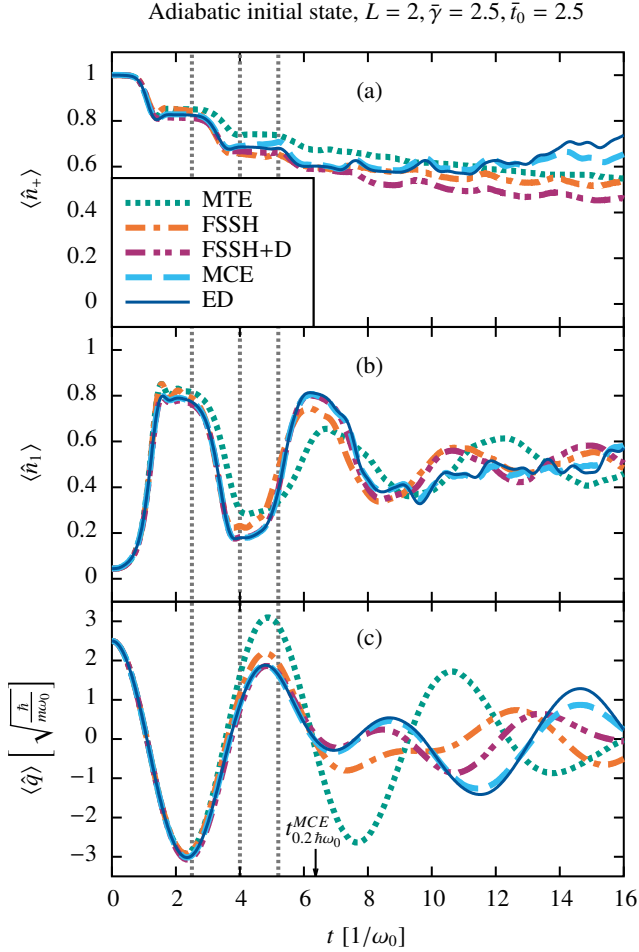 Adiabatic initial state, L = 2, γ̄ = 2.5, t̄₀ = 2.5
(a)
1
0.8
0.6
0.4
0.2
0
⟨n̂₊⟩
MTE
FSSH
FSSH+D
MCE
ED
(b)
1
0.8
0.6
0.4
0.2
0
⟨n̂₁⟩
(c)
3
2
1
0
−1
−2
−3
⟨q̂⟩ [√(ħ/mω₀)]
t^{MCE}_{0.2ħω₀}
0 2 4 6 8 10 12 14 16
t [1/ω₀]